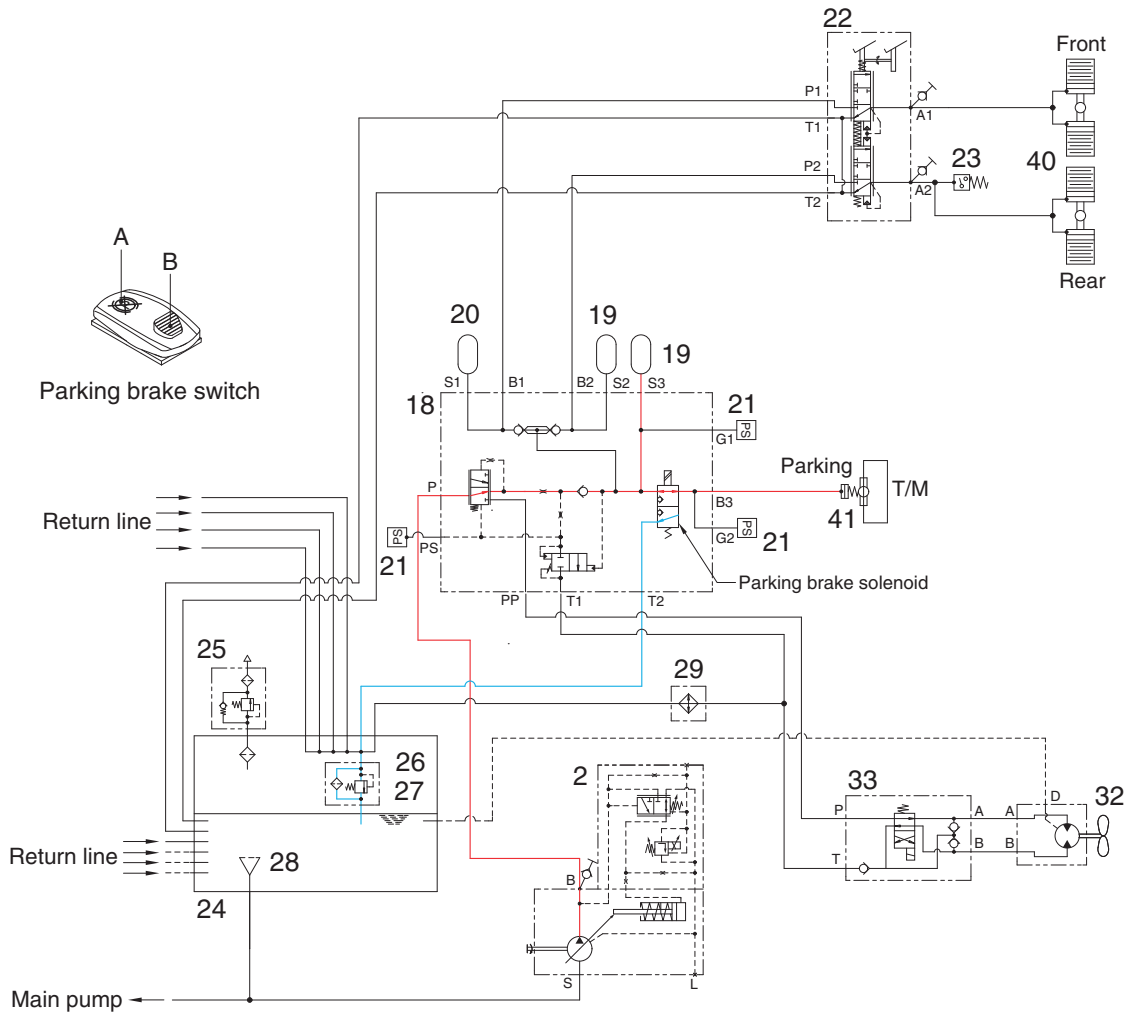 22
Front
P1
T1
A1
P2
T2
A2
23
40
Rear
A
B
Parking brake switch
20
19
19
S1
B1
B2
S2
S3
18
21
PS
G1
Parking
T/M
P
B3
41
PS
G2
21
PS
PS
21
Parking brake solenoid
PP
T1
T2
Return line
25
29
26
27
2
33
D
32
P
A
A
B
B
T
Return line
28
24
B
S
L
Main pump